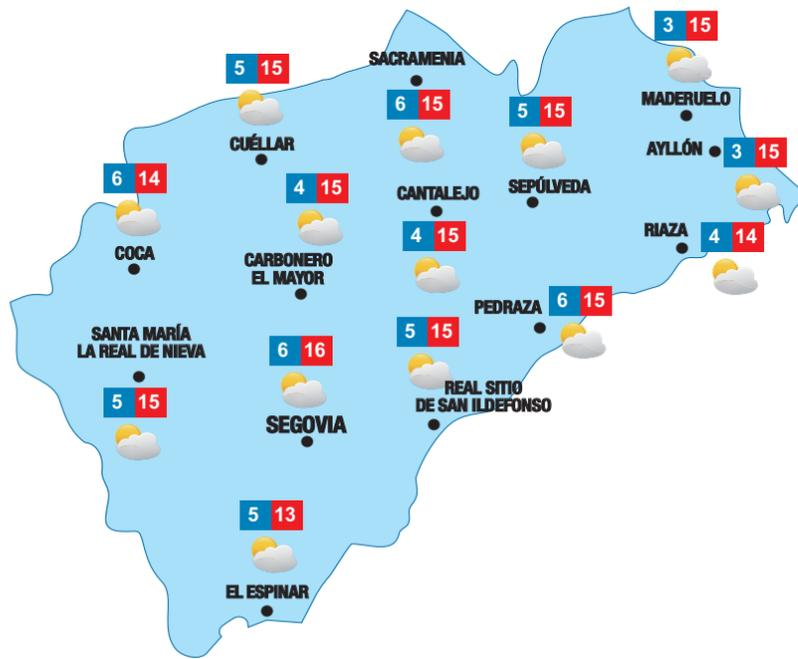 3 15
MADERUELO
SACRAMENIA
6 15
5 15
CUÉLLAR
5 15
SEPÚLVEDA
AYLLÓN
3 15
6 14
COCA
4 15
CARBONERO
EL MAYOR
CANTALEJO
4 15
RIAZA
4 14
PEDRAZA
6 15
SANTA MARÍA
LA REAL DE NIEVA
5 15
6 16
SEGOVIA
5 15
REAL SITIO
DE SAN ILDEFONSO
5 13
EL ESPINAR